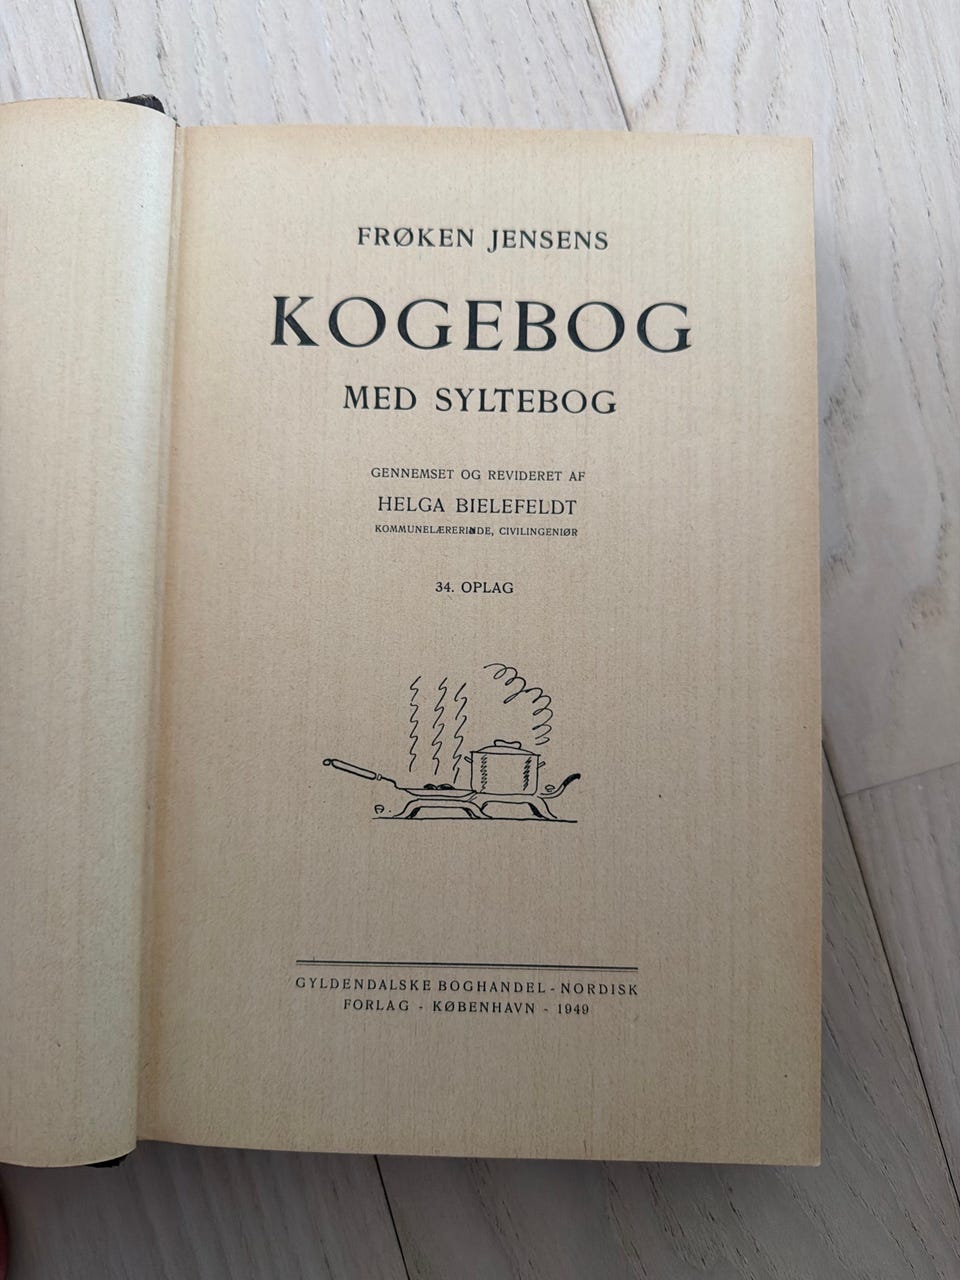 FRØKEN JENSENS
KOGEBOG
MED SYLTEBOG
GENNEMSET OG REVIDERET AF
HELGA BIELEFELDT
KOMMUNELÆRERINDE, CIVILINGENIØR
34. OPLAG
GYLDENDALSKE BOGHANDEL - NORDISK
FORLAG - KØBENHAVN - 1949